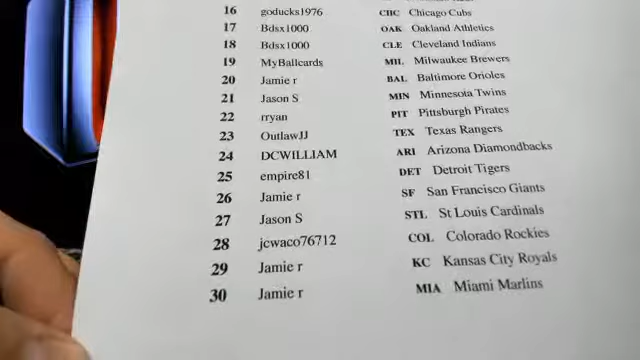 16 goducks1976 CHC Chicago Cubs
17 Bdsx1000 OAK Oakland Athletics
18 Bdsx1000 CLE Cleveland Indians
19 MyBallcards MIL Milwaukee Brewers
20 Jamie r BAL Baltimore Orioles
21 Jason S MIN Minnesota Twins
22 rryan PIT Pittsburgh Pirates
23 OutlawJJ TEX Texas Rangers
24 DCWILLIAM ARI Arizona Diamondbacks
25 empire81 DET Detroit Tigers
26 Jamie r SF San Francisco Giants
27 Jason S STL St Louis Cardinals
28 jcwaco76712 COL Colorado Rockies
29 Jamie r KC Kansas City Royals
30 Jamie r MIA Miami Marlins